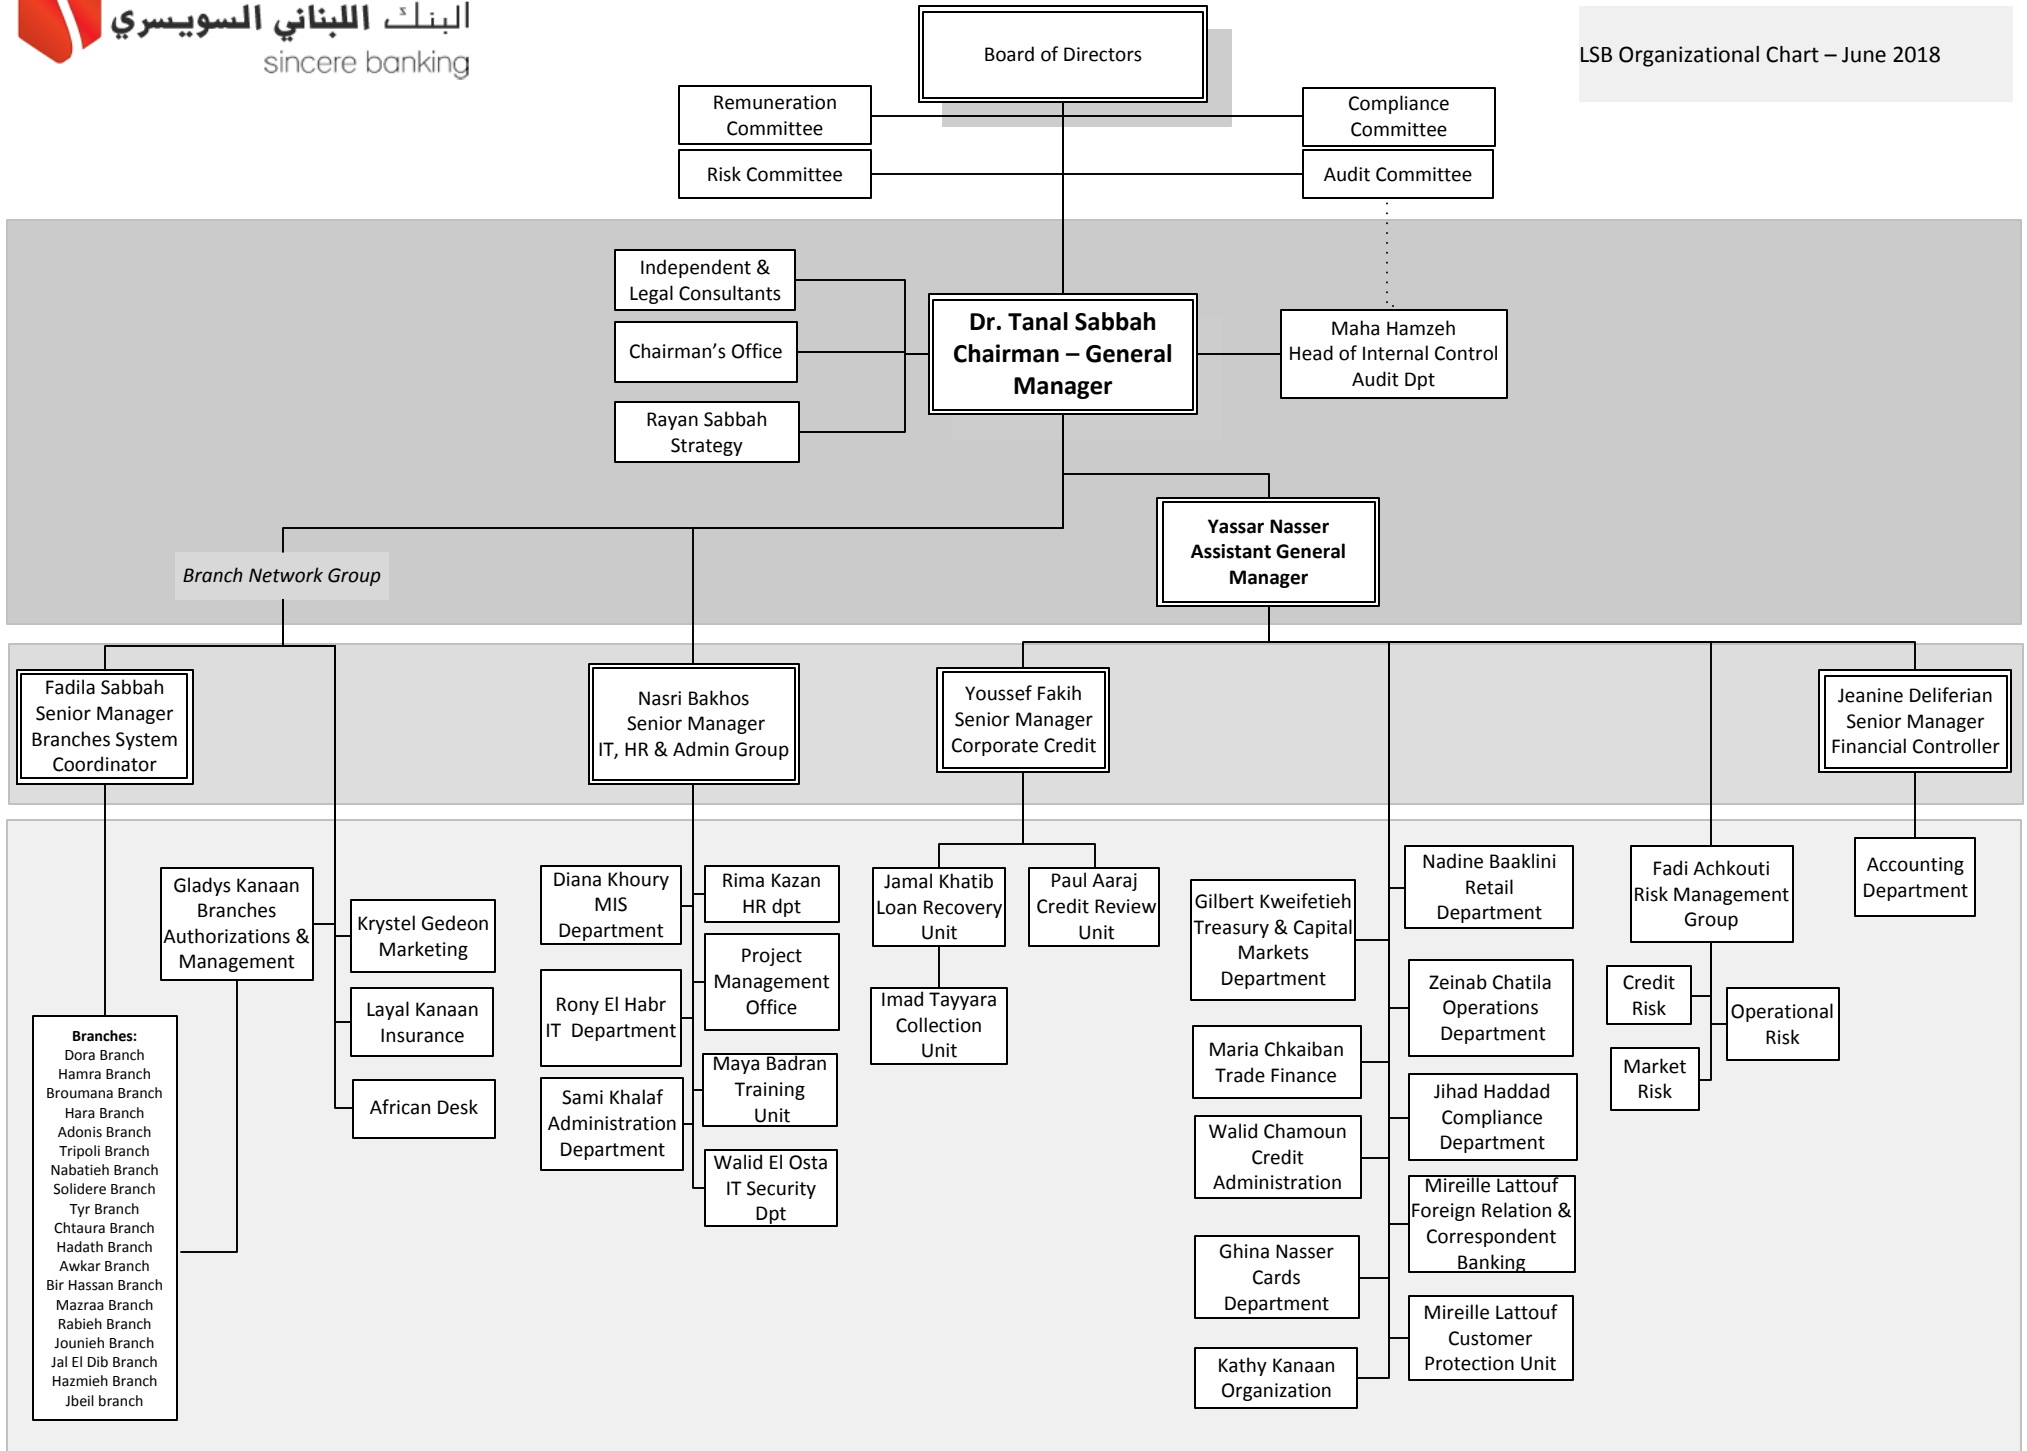 البنك اللبناني السويسري
sincere banking
LSB Organizational Chart – June 2018
Board of Directors
Remuneration
Committee
Compliance
Committee
Risk Committee
Audit Committee
Independent &
Legal Consultants
Chairman's Office
Rayan Sabbah
Strategy
Dr. Tanal Sabbah
Chairman – General
Manager
Maha Hamzeh
Head of Internal Control
Audit Dpt
Yassar Nasser
Assistant General
Manager
Branch Network Group
Fadila Sabbah
Senior Manager
Branches System
Coordinator
Nasri Bakhos
Senior Manager
IT, HR & Admin Group
Youssef Fakih
Senior Manager
Corporate Credit
Jeanine Deliferian
Senior Manager
Financial Controller
Gladys Kanaan
Branches
Authorizations &
Management
Krystel Gedeon
Marketing
Layal Kanaan
Insurance
African Desk
Branches:
Dora Branch
Hamra Branch
Broumana Branch
Hara Branch
Adonis Branch
Tripoli Branch
Nabatieh Branch
Solidere Branch
Tyr Branch
Chtaura Branch
Hadath Branch
Awkar Branch
Bir Hassan Branch
Mazraa Branch
Rabieh Branch
Jounieh Branch
Jal El Dib Branch
Hazmieh Branch
Jbeil branch
Diana Khoury
MIS
Department
Rima Kazan
HR dpt
Project
Management
Office
Rony El Habr
IT Department
Maya Badran
Training
Unit
Sami Khalaf
Administration
Department
Walid El Osta
IT Security
Dpt
Jamal Khatib
Loan Recovery
Unit
Paul Aaraj
Credit Review
Unit
Imad Tayyara
Collection
Unit
Gilbert Kweifetieh
Treasury & Capital
Markets
Department
Nadine Baaklini
Retail
Department
Zeinab Chatila
Operations
Department
Maria Chkaiban
Trade Finance
Jihad Haddad
Compliance
Department
Walid Chamoun
Credit
Administration
Mireille Lattouf
Foreign Relation &
Correspondent
Banking
Ghina Nasser
Cards
Department
Mireille Lattouf
Customer
Protection Unit
Kathy Kanaan
Organization
Fadi Achkouti
Risk Management
Group
Credit
Risk
Operational
Risk
Market
Risk
Accounting
Department